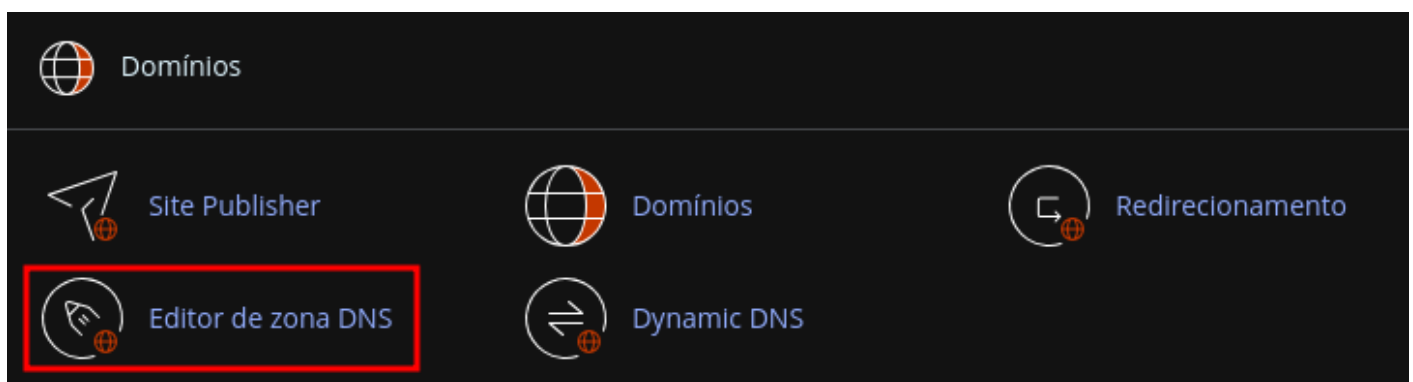 Domínios
Site Publisher
Domínios
Redirecionamento
Editor de zona DNS
Dynamic DNS